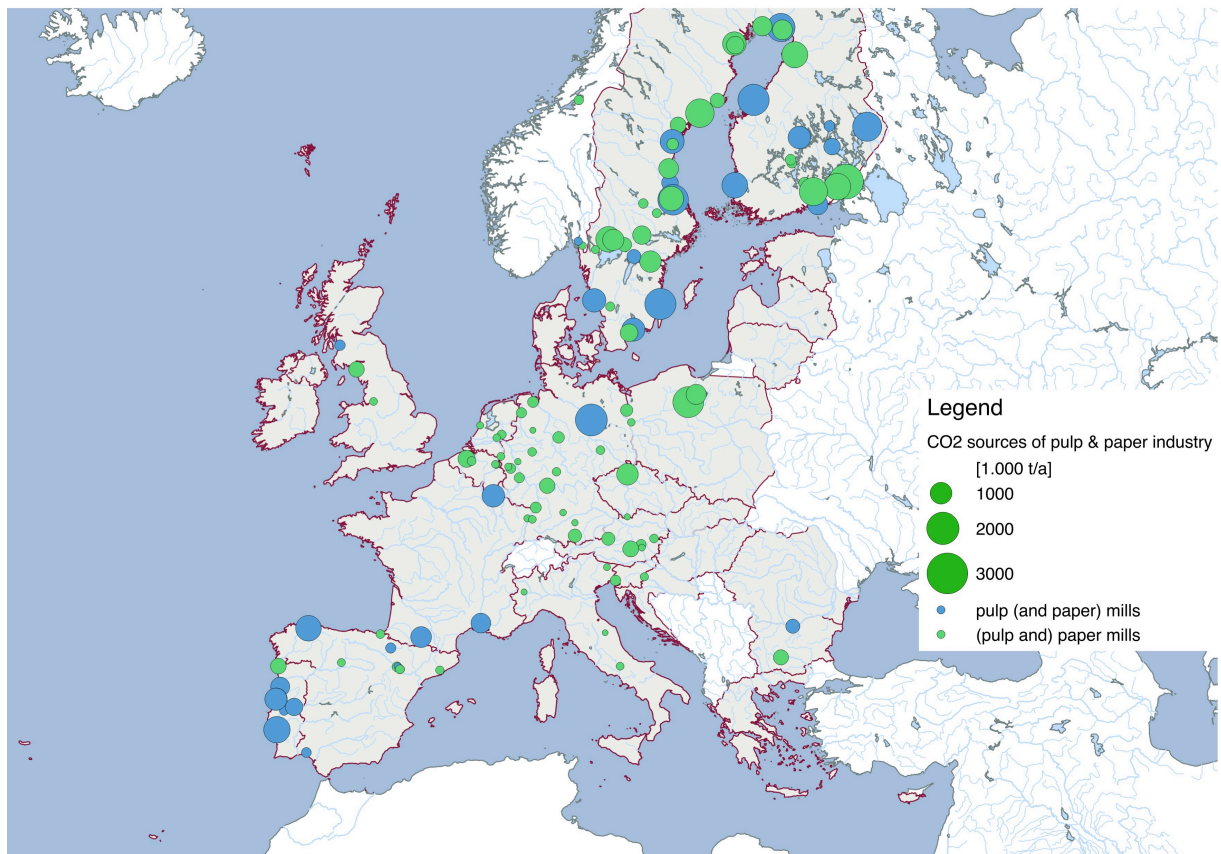 Legend
CO2 sources of pulp & paper industry
[1.000 t/a]
1000
2000
3000
pulp (and paper) mills
(pulp and) paper mills